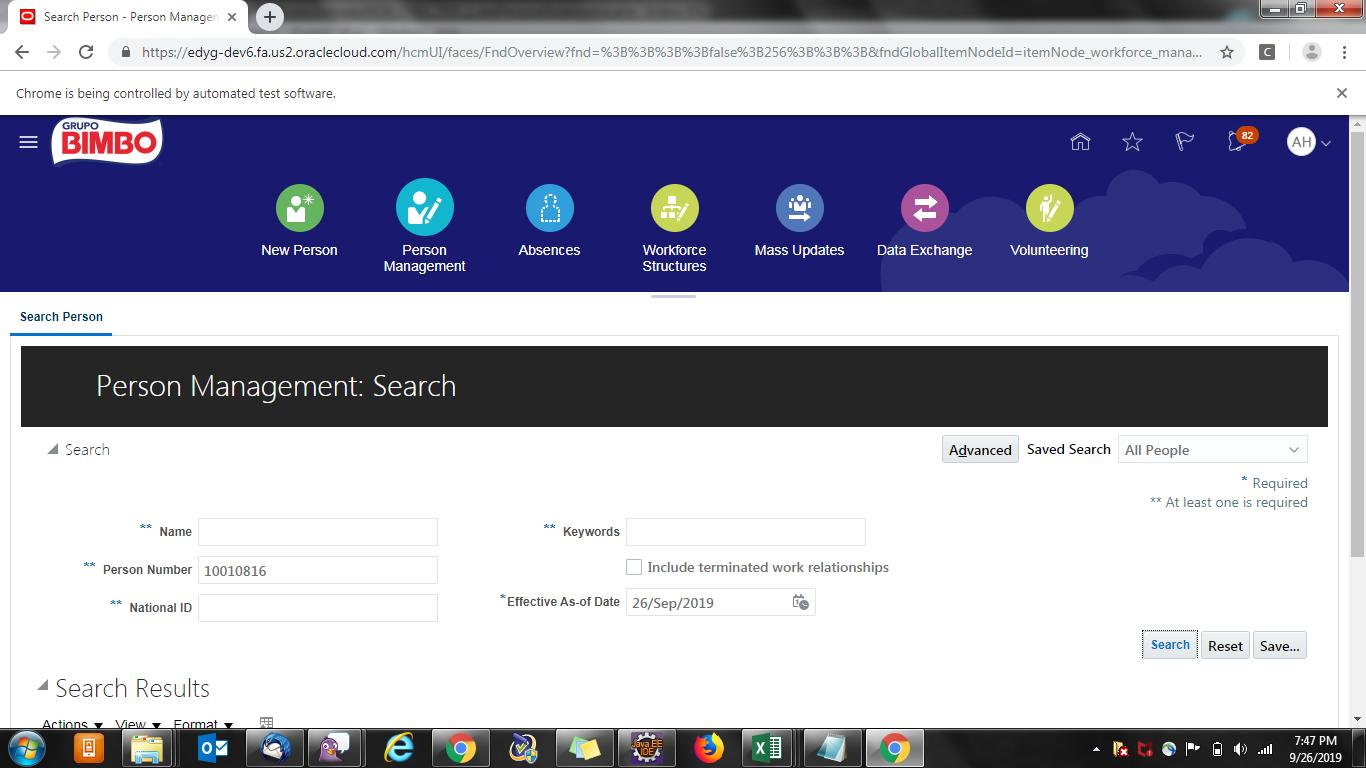 Search Person - Person Managen
https://edyg-dev6.fa.us2.oraclecloud.com/hcmUI/faces/FndOverview?fnd=%3B%3B%3B%3Bfalse%3B256%3B%3B%3B&fndGlobalItemNodeId=itemNode_workforce_mana...
C
Chrome is being controlled by automated test software.
GRUPO
BIMBO
82
AH
New Person
Person
Management
Absences
Workforce
Structures
Mass Updates
Data Exchange
Volunteering
Search Person
Person Management: Search
Search
Advanced
Saved Search
All People
* Required
** At least one is required
** Name
** Keywords
** Person Number
10010816
Include terminated work relationships
** National ID
*Effective As-of Date
26/Sep/2019
Search
Reset
Save...
Search Results
Actions
View
Format
Java EE
IDE
7:47 PM
9/26/2019